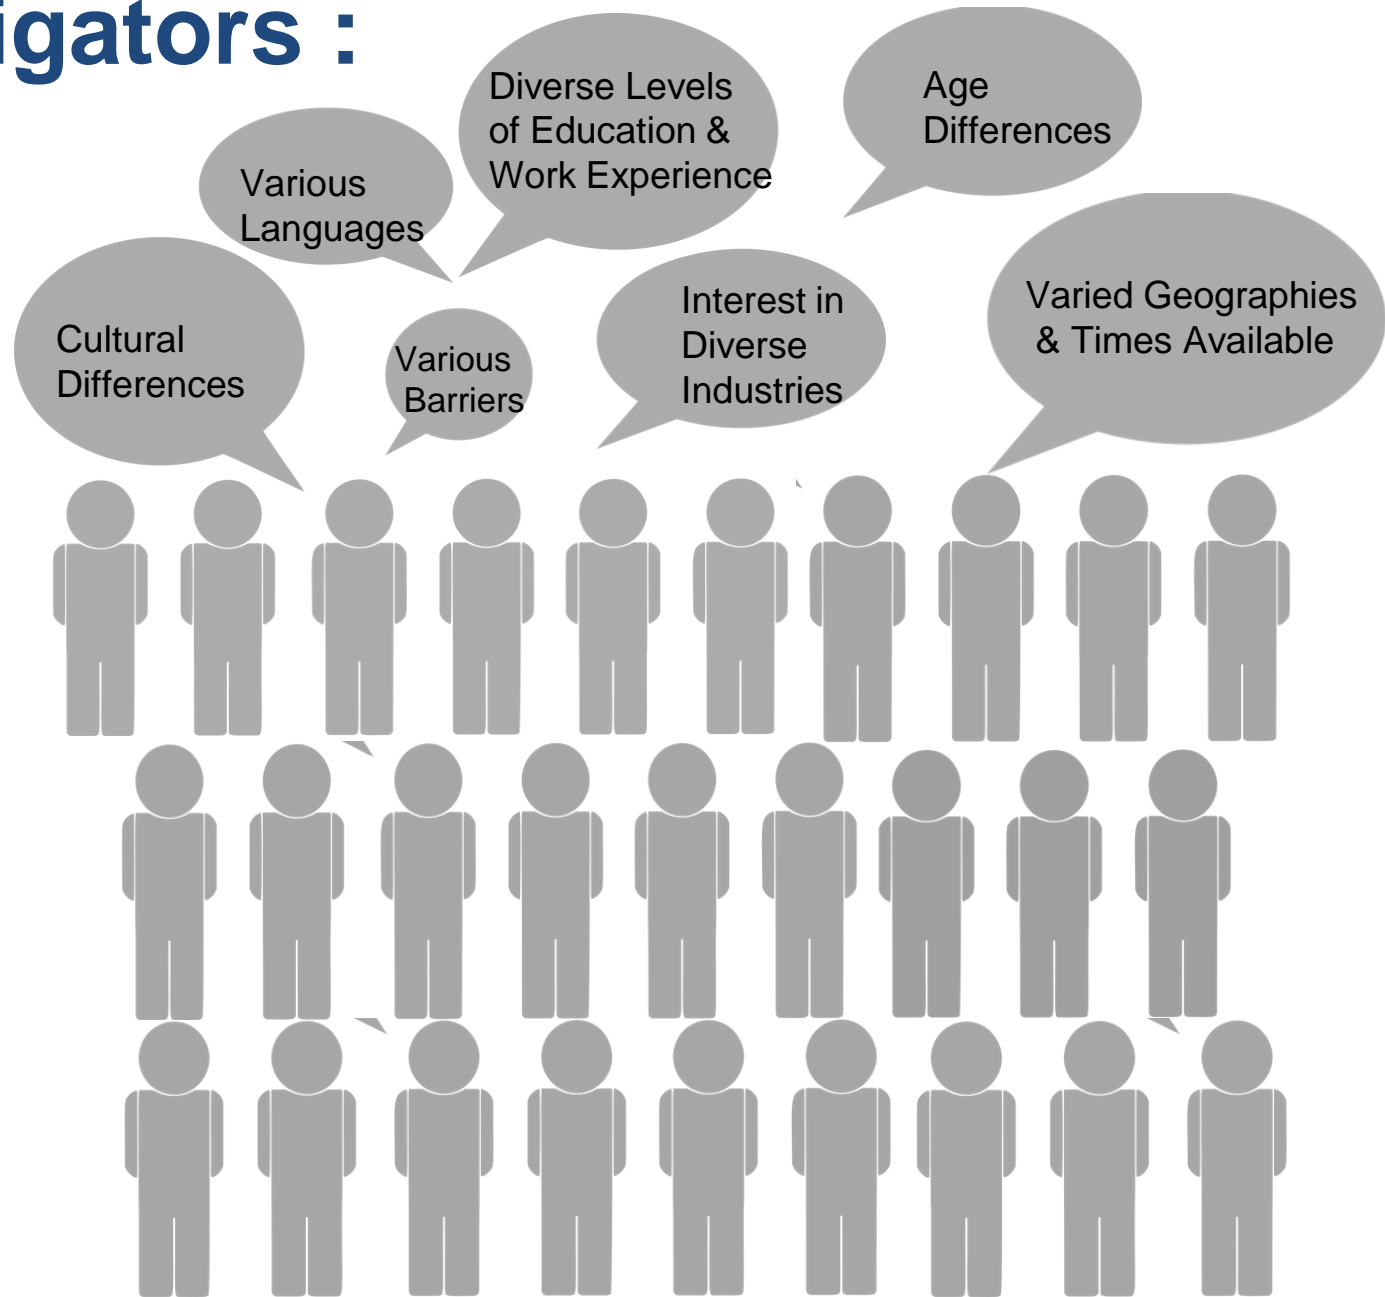 igators :
Diverse Levels
of Education &
Work Experience
Age
Differences
Various
Languages
Varied Geographies
& Times Available
Interest in
Diverse
Industries
Cultural
Differences
Various
Barriers